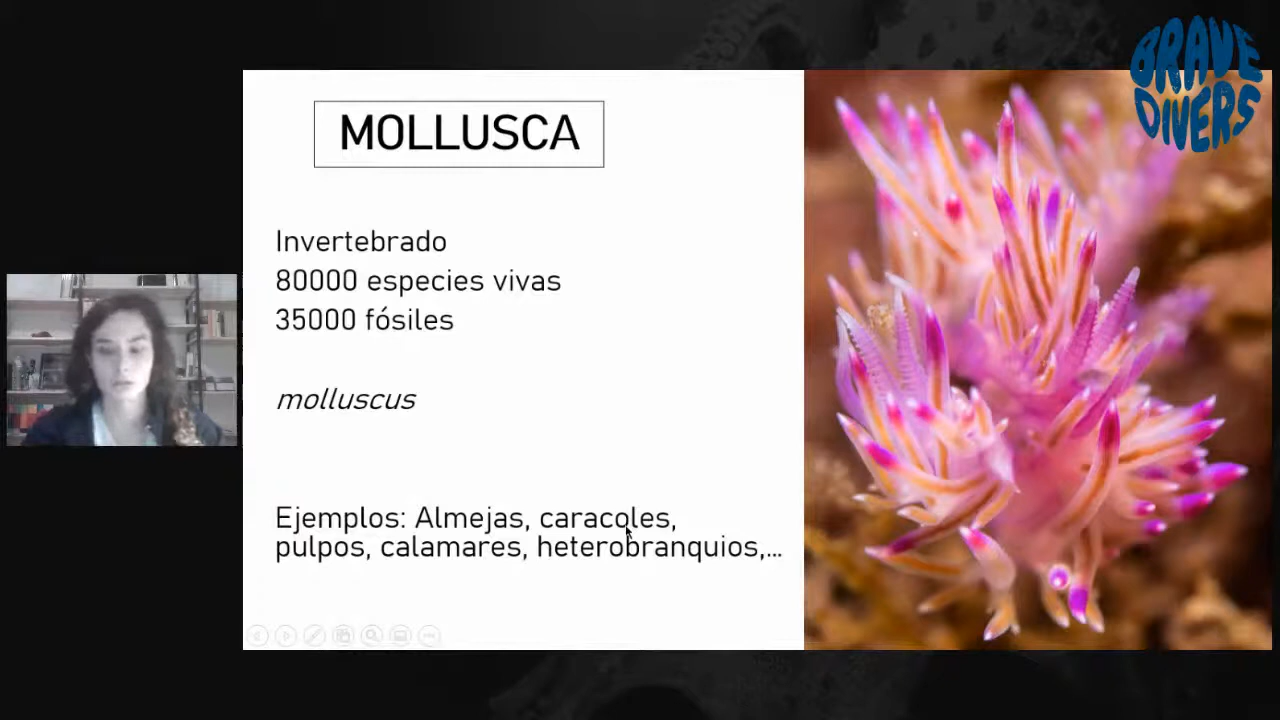 BRAVE
DIVERS
MOLLUSCA
Invertebrado
80000 especies vivas
35000 fósiles
molluscus
Ejemplos: Almejas, caracoles,
pulpos, calamares, heterobranquios,...